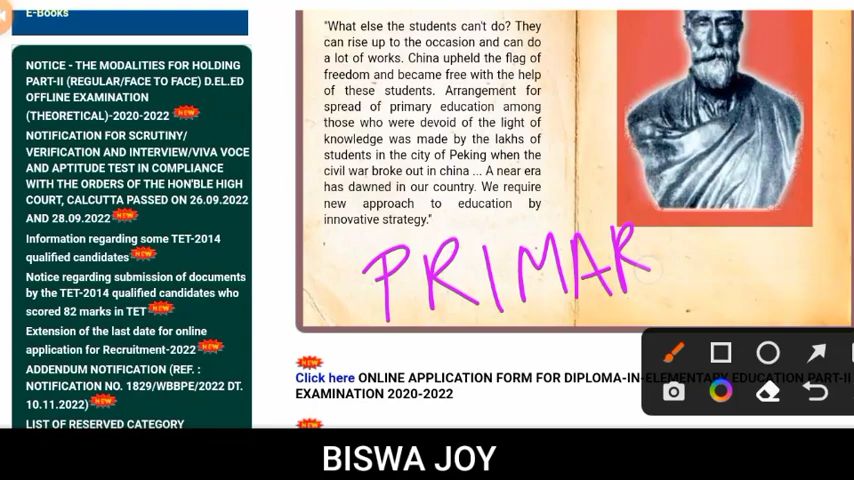 E-Books
NOTICE - THE MODALITIES FOR HOLDING
PART-II (REGULAR/FACE TO FACE) D.EL.ED
OFFLINE EXAMINATION
(THEORETICAL)-2020-2022 NEW
NOTIFICATION FOR SCRUTINY/
VERIFICATION AND INTERVIEW/VIVA VOCE
AND APTITUDE TEST IN COMPLIANCE
WITH THE ORDERS OF THE HON'BLE HIGH
COURT, CALCUTTA PASSED ON 26.09.2022
AND 28.09.2022 NEW
Information regarding some TET-2014
qualified candidates NEW
Notice regarding submission of documents
by the TET-2014 qualified candidates who
scored 82 marks in TET NEW
Extension of the last date for online
application for Recruitment-2022 NEW
ADDENDUM NOTIFICATION (REF. :
NOTIFICATION NO. 1829/WBBPE/2022 DT.
10.11.2022) NEW
LIST OF RESERVED CATEGORY
"What else the students can't do? They
can rise up to the occasion and can do
a lot of works. China upheld the flag of
freedom and became free with the help
of these students. Arrangement for
spread of primary education among
those who were devoid of the light of
knowledge was made by the lakhs of
students in the city of Peking when the
civil war broke out in china ... A near era
has dawned in our country. We require
new approach to education by
innovative strategy."
PRIMAR
NEW
Click here ONLINE APPLICATION FORM FOR DIPLOMA-IN-ELEMENTARY EDUCATION PART-II
EXAMINATION 2020-2022
NEW
BISWA JOY